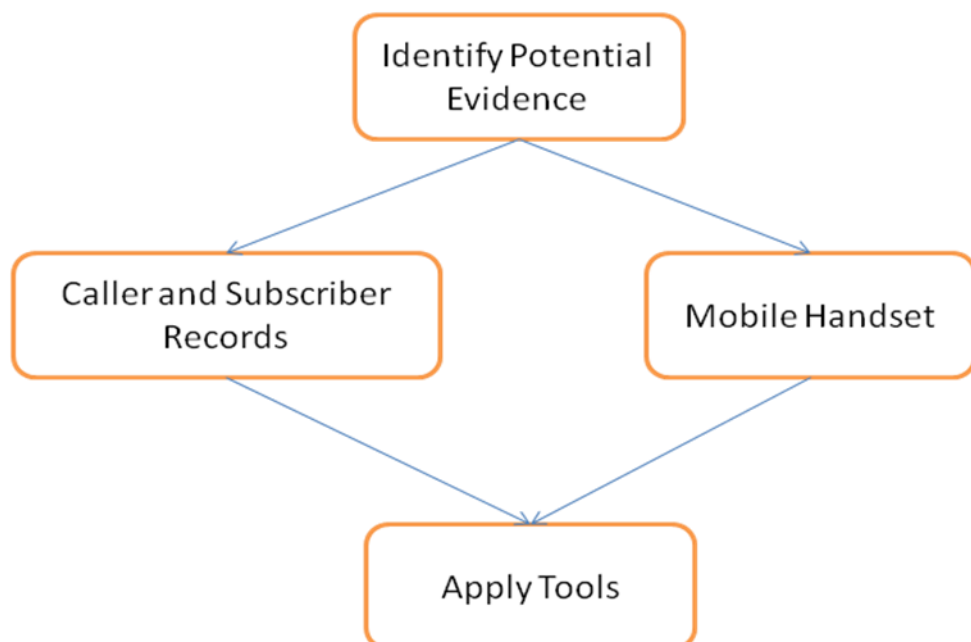 Identify Potential
Evidence
Caller and Subscriber
Records
Mobile Handset
Apply Tools